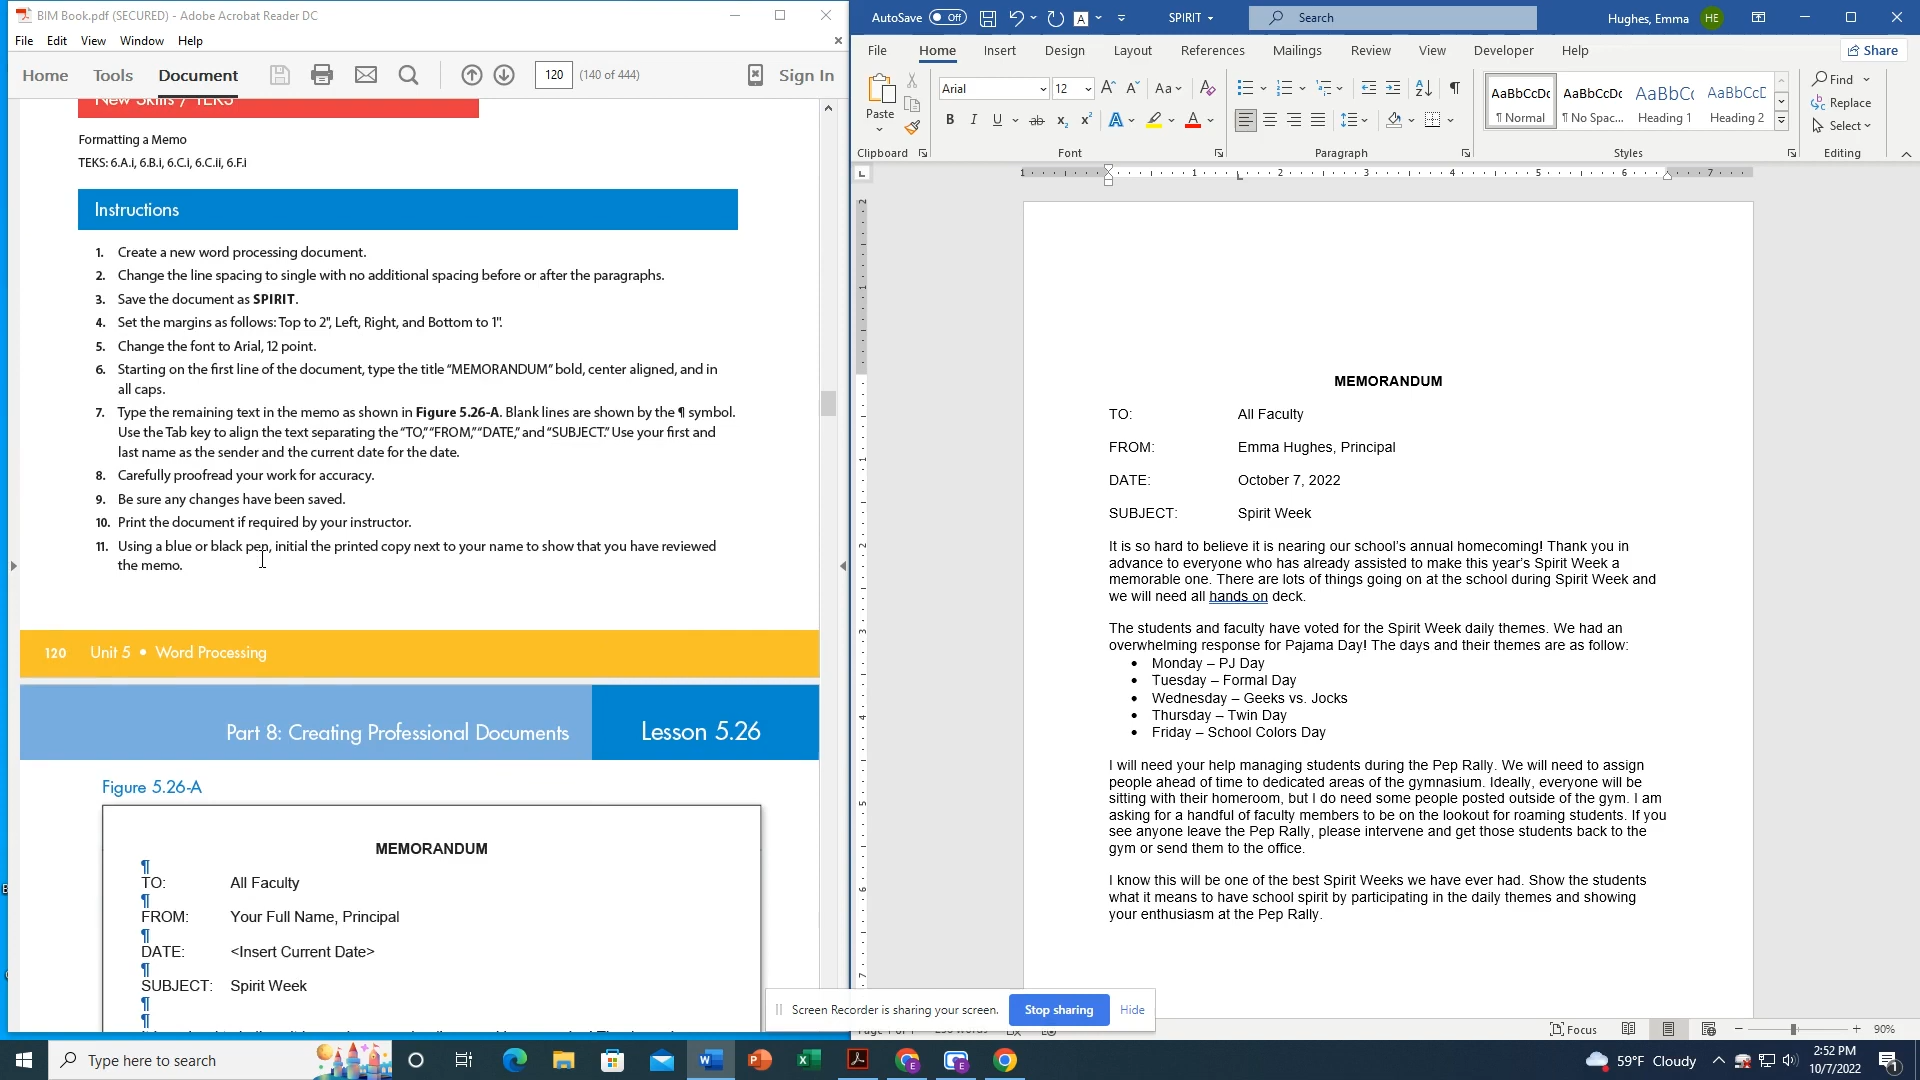 BIM Book.pdf (SECURED) - Adobe Acrobat Reader DC
File Edit View Window Help
Home Tools Document 120 (140 of 444) Sign In
New Skills / TEKS
Formatting a Memo
TEKS: 6.A.i, 6.B.i, 6.C.i, 6.C.ii, 6.F.i
Instructions
1. Create a new word processing document.
2. Change the line spacing to single with no additional spacing before or after the paragraphs.
3. Save the document as SPIRIT.
4. Set the margins as follows: Top to 2", Left, Right, and Bottom to 1".
5. Change the font to Arial, 12 point.
6. Starting on the first line of the document, type the title “MEMORANDUM” bold, center aligned, and in
all caps.
7. Type the remaining text in the memo as shown in Figure 5.26-A. Blank lines are shown by the ¶ symbol.
Use the Tab key to align the text separating the “TO,” “FROM,” “DATE,” and “SUBJECT.” Use your first and
last name as the sender and the current date for the date.
8. Carefully proofread your work for accuracy.
9. Be sure any changes have been saved.
10. Print the document if required by your instructor.
11. Using a blue or black pen, initial the printed copy next to your name to show that you have reviewed
the memo.
120 Unit 5 • Word Processing
Part 8: Creating Professional Documents Lesson 5.26
Figure 5.26-A
MEMORANDUM
¶
TO: All Faculty
¶
FROM: Your Full Name, Principal
¶
DATE: <Insert Current Date>
¶
SUBJECT: Spirit Week
¶
¶
AutoSave Off SPIRIT Search Hughes, Emma HE
File Home Insert Design Layout References Mailings Review View Developer Help Share
Paste Arial 12 Aa
B I U ab x₂ x² A A
AaBbCcDc AaBbCcDc AaBbCc AaBbCcC
¶ Normal ¶ No Spac... Heading 1 Heading 2
Find
Replace
Select
Clipboard Font Paragraph Styles Editing
1 1 2 3 4 5 6 7
MEMORANDUM
TO: All Faculty
FROM: Emma Hughes, Principal
DATE: October 7, 2022
SUBJECT: Spirit Week
It is so hard to believe it is nearing our school’s annual homecoming! Thank you in
advance to everyone who has already assisted to make this year’s Spirit Week a
memorable one. There are lots of things going on at the school during Spirit Week and
we will need all hands on deck.
The students and faculty have voted for the Spirit Week daily themes. We had an
overwhelming response for Pajama Day! The days and their themes are as follow:
• Monday – PJ Day
• Tuesday – Formal Day
• Wednesday – Geeks vs. Jocks
• Thursday – Twin Day
• Friday – School Colors Day
I will need your help managing students during the Pep Rally. We will need to assign
people ahead of time to dedicated areas of the gymnasium. Ideally, everyone will be
sitting with their homeroom, but I do need some people posted outside of the gym. I am
asking for a handful of faculty members to be on the lookout for roaming students. If you
see anyone leave the Pep Rally, please intervene and get those students back to the
gym or send them to the office.
I know this will be one of the best Spirit Weeks we have ever had. Show the students
what it means to have school spirit by participating in the daily themes and showing
your enthusiasm at the Pep Rally.
Screen Recorder is sharing your screen. Stop sharing Hide
Focus 90%
Type here to search
59°F Cloudy
2:52 PM
10/7/2022
1